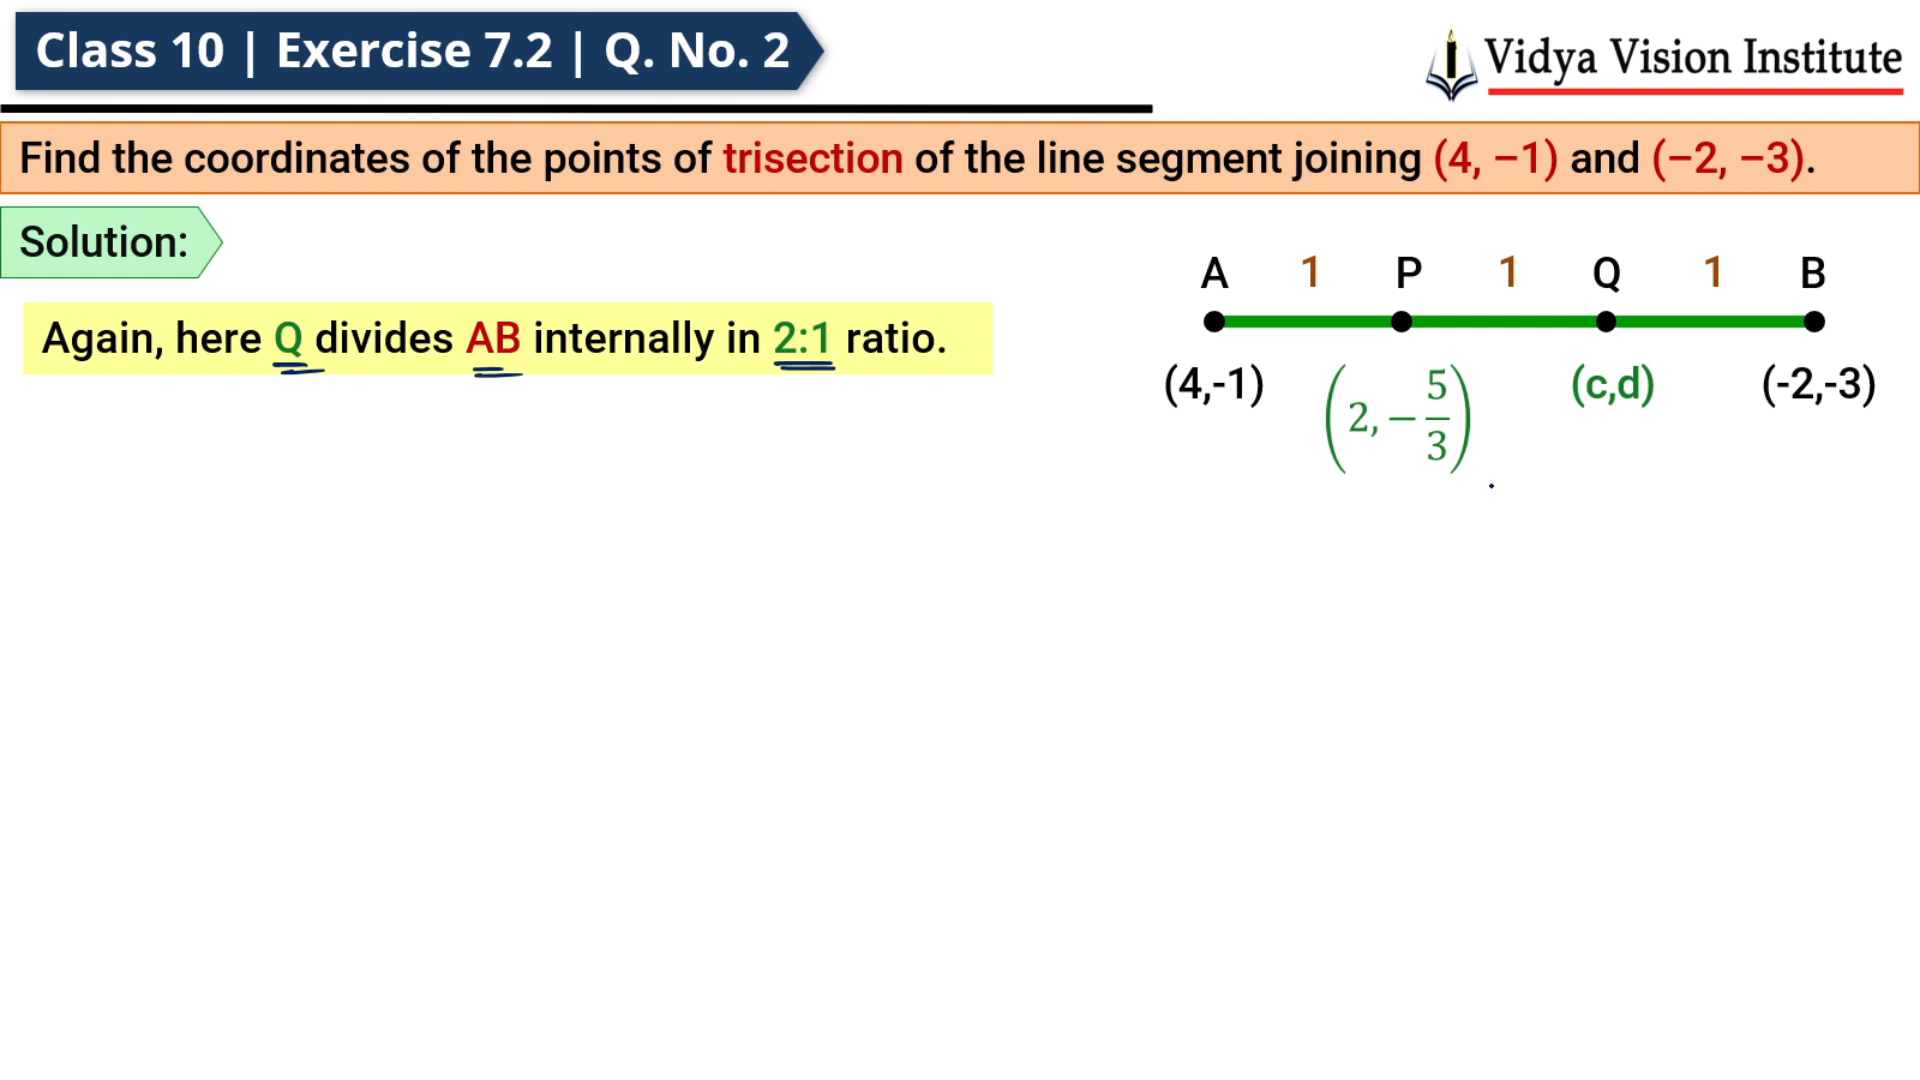 Class 10 | Exercise 7.2 | Q. No. 2
Vidya Vision Institute
Find the coordinates of the points of trisection of the line segment joining (4, −1) and (−2, −3).
Solution:
A 1 P 1 Q 1 B
Again, here Q divides AB internally in 2:1 ratio.
(4,-1) (2, −5/3) (c,d) (-2,-3)